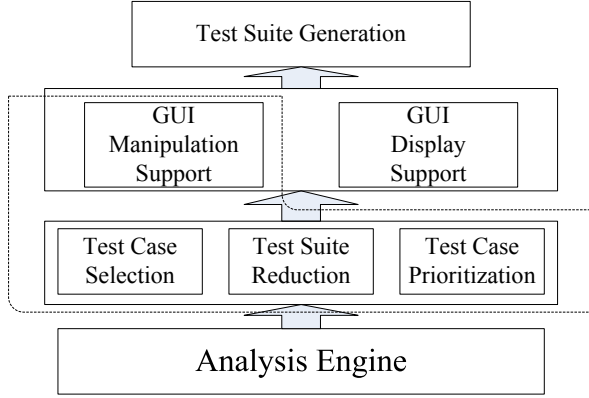 Test Suite Generation
GUI
Manipulation
Support
GUI
Display
Support
Test Case
Selection
Test Suite
Reduction
Test Case
Prioritization
Analysis Engine